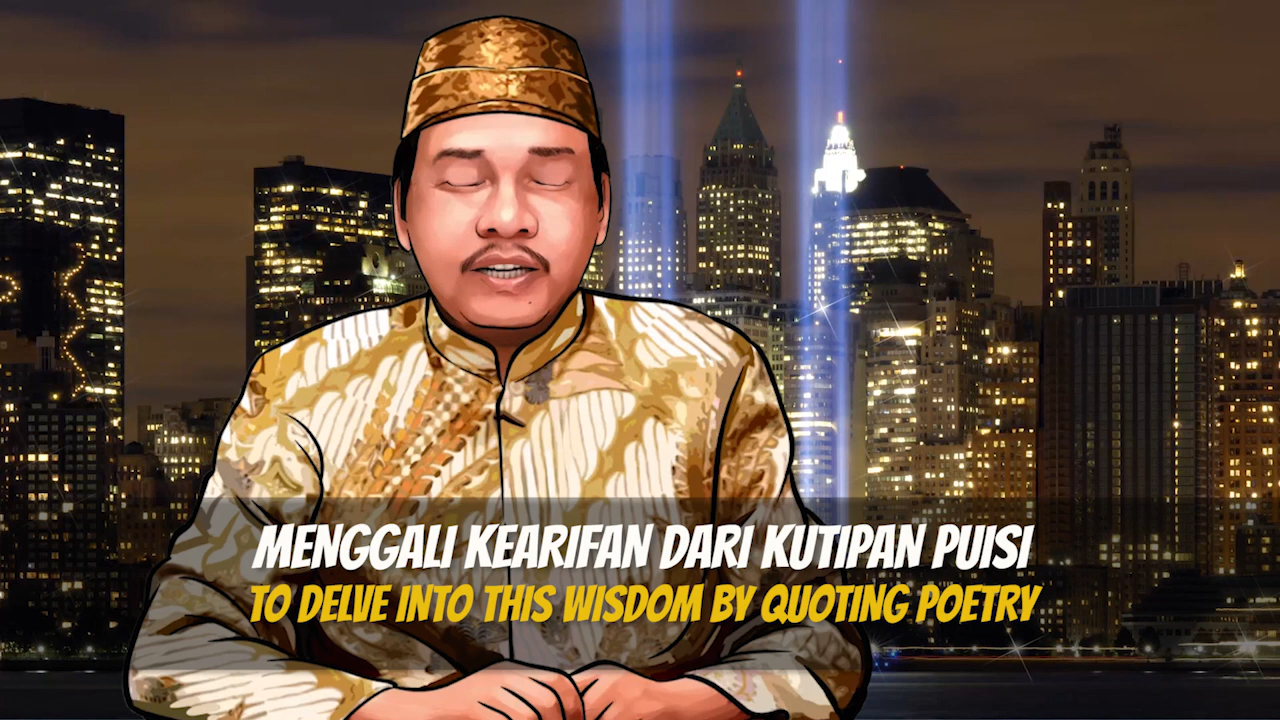 MENGGALI KEARIFAN DARI KUTIPAN PUISI
TO DELVE INTO THIS WISDOM BY QUOTING POETRY